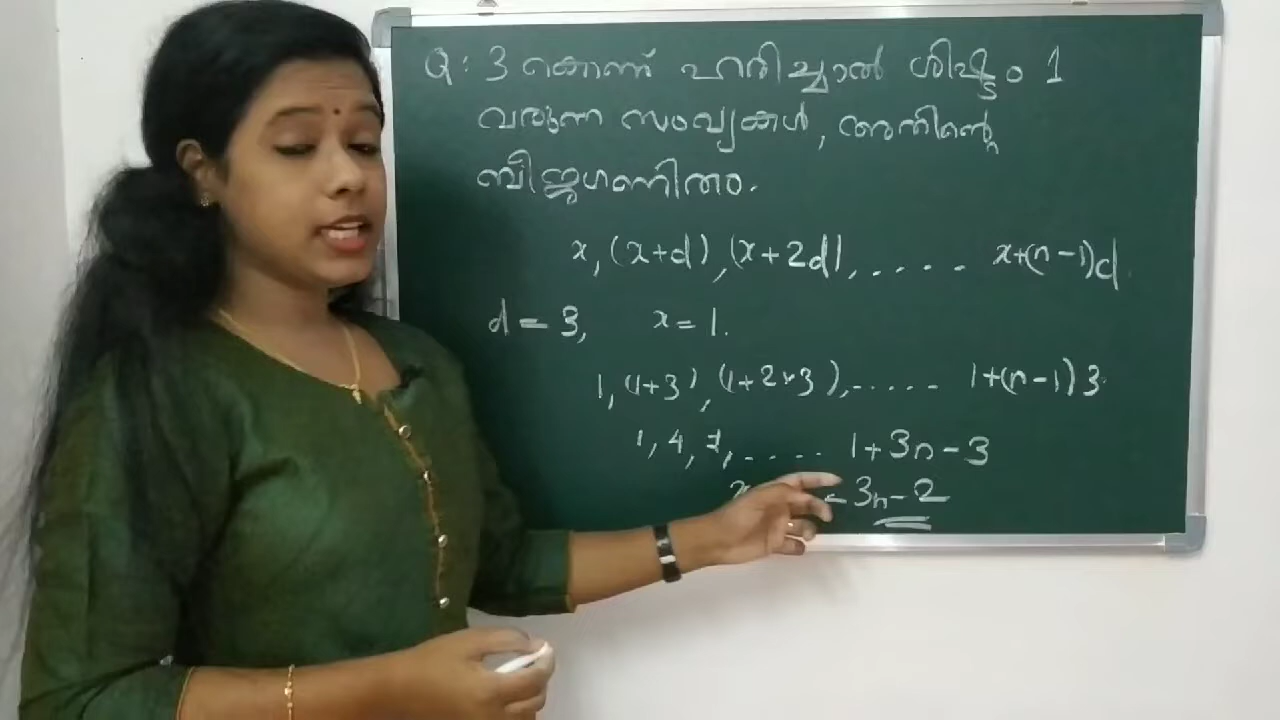 Q: 3 കൊണ്ട് ഹരിച്ചാൽ ശിഷ്ടം 1
വരുന്ന സംഖ്യകൾ, അതിന്റെ
ബീജഗണിതം.
x, (x+d), (x+2d), ..... x+(n-1)d
d = 3, x = 1.
1, (1+3), (1+2×3), ..... 1+(n-1)3
1, 4, 7, ..... 1+3n-3
= 3n-2